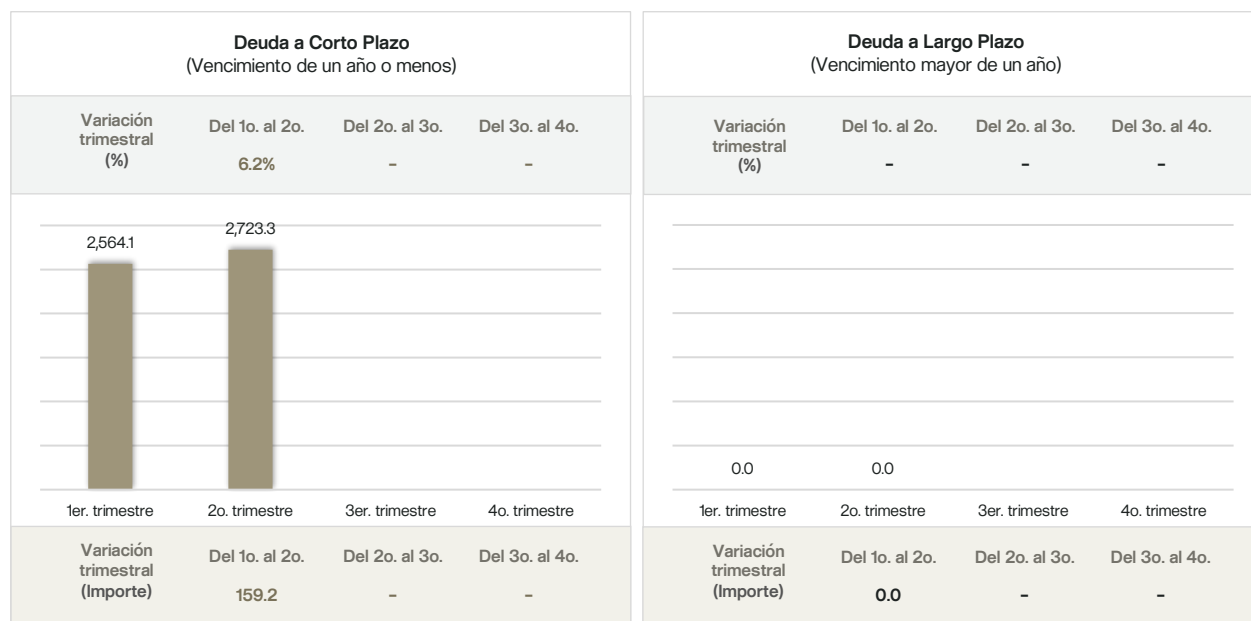 Deuda a Corto Plazo
(Vencimiento de un año o menos)
Variación trimestral (%)
Del 1o. al 2o.
Del 2o. al 3o.
Del 3o. al 4o.
6.2%
–
–
2,564.1
2,723.3
1er. trimestre
2o. trimestre
3er. trimestre
4o. trimestre
Variación trimestral (Importe)
Del 1o. al 2o.
Del 2o. al 3o.
Del 3o. al 4o.
159.2
–
–
Deuda a Largo Plazo
(Vencimiento mayor de un año)
Variación trimestral (%)
Del 1o. al 2o.
Del 2o. al 3o.
Del 3o. al 4o.
–
–
–
0.0
0.0
1er. trimestre
2o. trimestre
3er. trimestre
4o. trimestre
Variación trimestral (Importe)
Del 1o. al 2o.
Del 2o. al 3o.
Del 3o. al 4o.
0.0
–
–